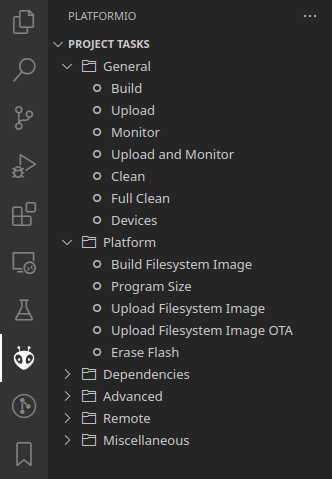 PLATFORMIO
PROJECT TASKS
General
Build
Upload
Monitor
Upload and Monitor
Clean
Full Clean
Devices
Platform
Build Filesystem Image
Program Size
Upload Filesystem Image
Upload Filesystem Image OTA
Erase Flash
Dependencies
Advanced
Remote
Miscellaneous